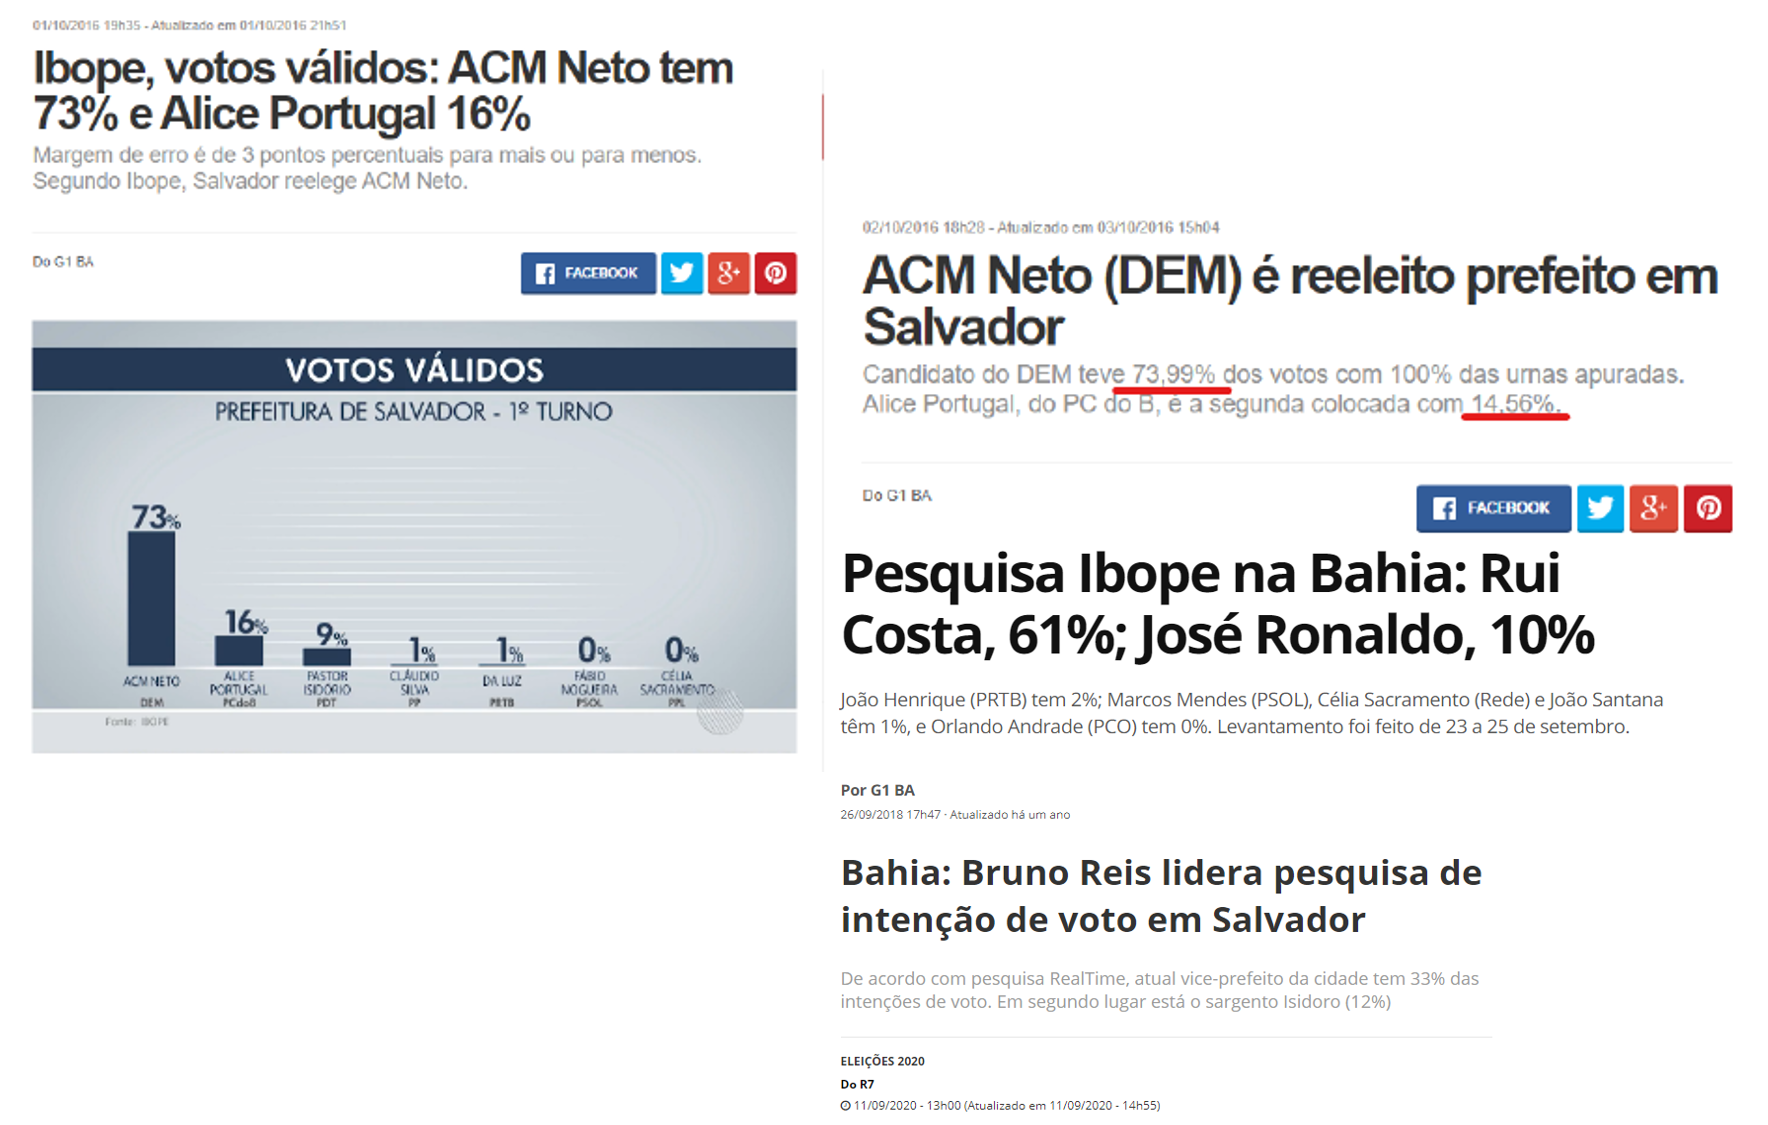 01/10/2016 19h35 - Atualizado em 01/10/2016 21h51
Ibope, votos válidos: ACM Neto tem
73% e Alice Portugal 16%
Margem de erro é de 3 pontos percentuais para mais ou para menos.
Segundo Ibope, Salvador reelege ACM Neto.
Do G1 BA
FACEBOOK
VOTOS VÁLIDOS
PREFEITURA DE SALVADOR - 1º TURNO
73%
16%
9%
1%
1%
0%
0%
ACM NETO
DEM
ALICE
PORTUGAL
PCdoB
PASTOR
ISIDÓRIO
PDT
CLÁUDIO
SILVA
PP
DA LUZ
PRTB
FÁBIO
NOGUEIRA
PSOL
CÉLIA
SACRAMENTO
PPL
Fonte: IBOPE
02/10/2016 18h28 - Atualizado em 03/10/2016 15h04
ACM Neto (DEM) é reeleito prefeito em
Salvador
Candidato do DEM teve 73,99% dos votos com 100% das urnas apuradas.
Alice Portugal, do PC do B, é a segunda colocada com 14,56%.
Do G1 BA
FACEBOOK
Pesquisa Ibope na Bahia: Rui
Costa, 61%; José Ronaldo, 10%
João Henrique (PRTB) tem 2%; Marcos Mendes (PSOL), Célia Sacramento (Rede) e João Santana
têm 1%, e Orlando Andrade (PCO) tem 0%. Levantamento foi feito de 23 a 25 de setembro.
Por G1 BA
26/09/2018 17h47 · Atualizado há um ano
Bahia: Bruno Reis lidera pesquisa de
intenção de voto em Salvador
De acordo com pesquisa RealTime, atual vice-prefeito da cidade tem 33% das
intenções de voto. Em segundo lugar está o sargento Isidoro (12%)
ELEIÇÕES 2020
Do R7
11/09/2020 - 13h00 (Atualizado em 11/09/2020 - 14h55)